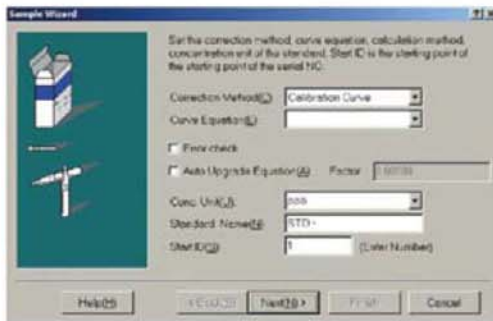 Sample Wizard
Set the correction method, curve equation, calculation method,
concentration unit of the standard. Start ID is the starting point of
the starting point of the serial NO.
Correction Method(C) Calibration Curve
Curve Equation(E)
Error check
Auto Upgrade Equation(A) Factor
Conc. Unit(U) ppb
Standard Name(N) STD-
Start ID(S) 1 (Enter Number)
Help(H) < Back(B) Next(N) > Finish Cancel